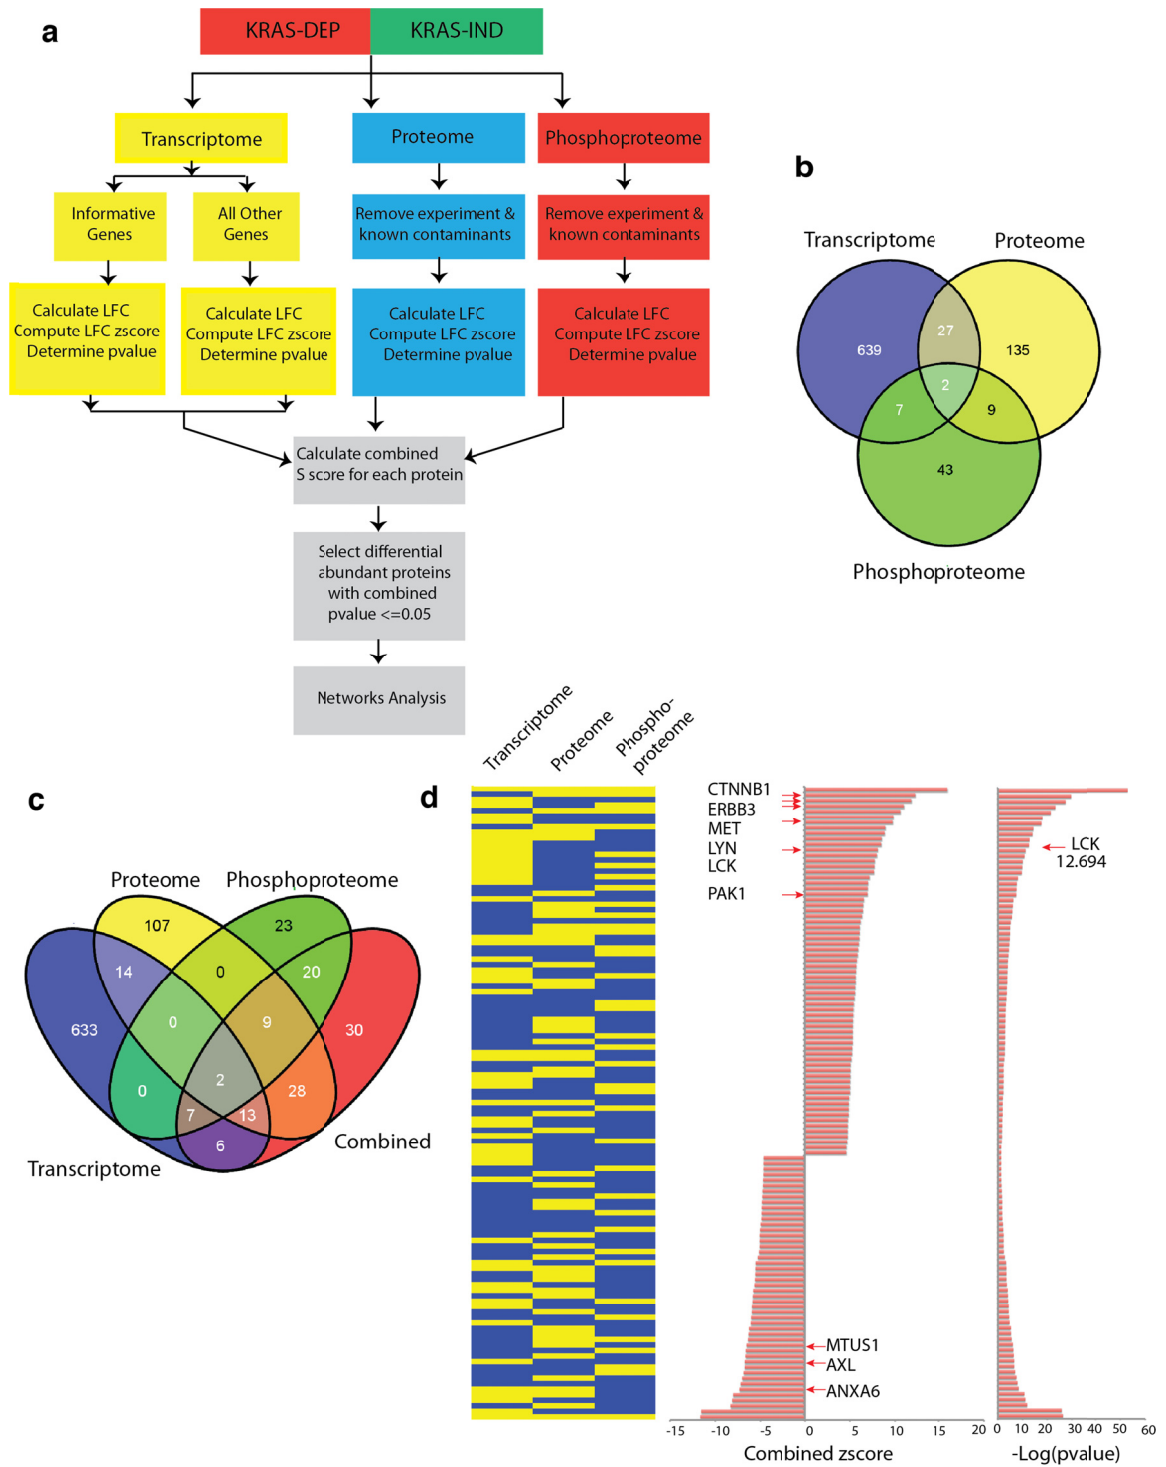 a
KRAS-DEP KRAS-IND
Transcriptome
Proteome
Phosphoproteome
Informative
Genes
All Other
Genes
Remove experiment &
known contaminants
Remove experiment &
known contaminants
Calculate LFC
Compute LFC zscore
Determine pvalue
Calculate LFC
Compute LFC zscore
Determine pvalue
Calculate LFC
Compute LFC zscore
Determine pvalue
Calculate LFC
Compute LFC zscore
Determine pvalue
Calculate combined
S score for each protein
Select differential
abundant proteins
with combined
pvalue <=0.05
Networks Analysis
b
Transcriptome
Proteome
27
639
135
2
7
9
43
Phosphoproteome
c
Proteome
Phosphoproteome
107
23
14
0
20
633
0
9
30
0
2
28
7
13
6
Transcriptome
Combined
d
Transcriptome
Proteome
Phospho-
proteome
CTNNB1
ERBB3
MET
LYN
LCK
PAK1
MTUS1
AXL
ANXA6
-15 -10 -5 0 5 10 15 20
Combined zscore
LCK
12.694
0 10 20 30 40 50 60
-Log(pvalue)